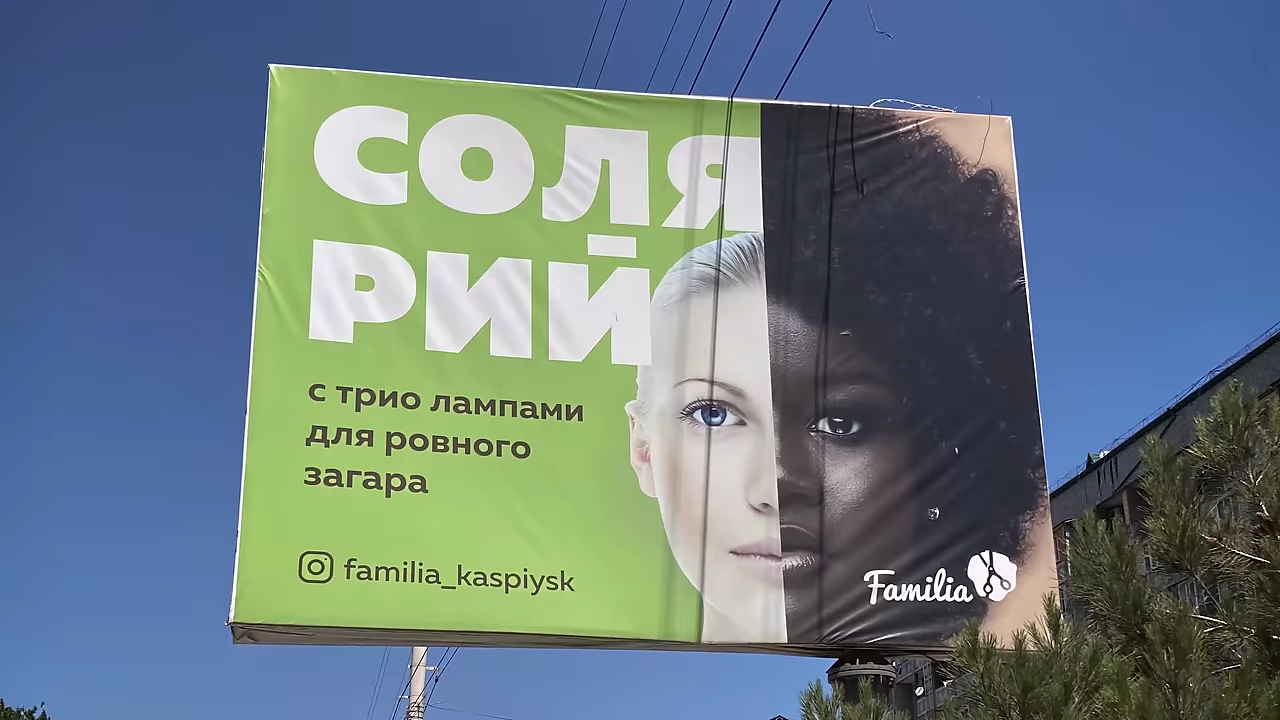 СОЛЯ
РИЙ
с трио лампами
для ровного
загара
familia_kaspiysk
Familia